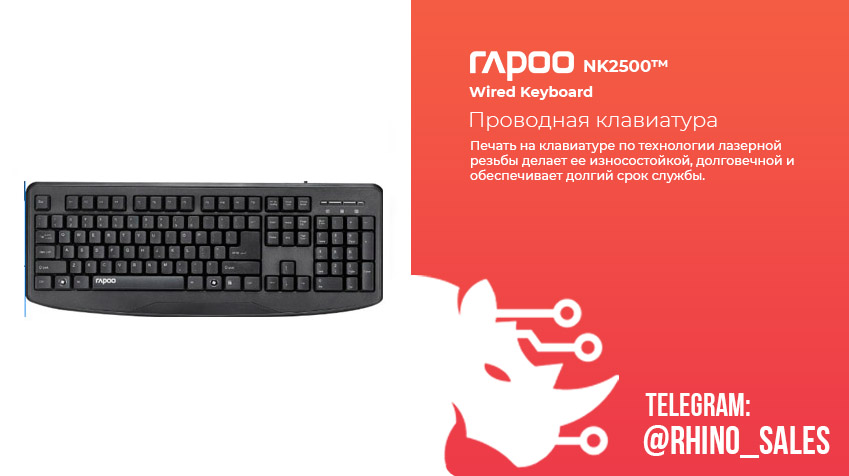 rapoo NK2500™
Wired Keyboard
Проводная клавиатура
Печать на клавиатуре по технологии лазерной
резьбы делает ее износостойкой, долговечной и
обеспечивает долгий срок службы.
rapoo
TELEGRAM:
@RHINO_SALES